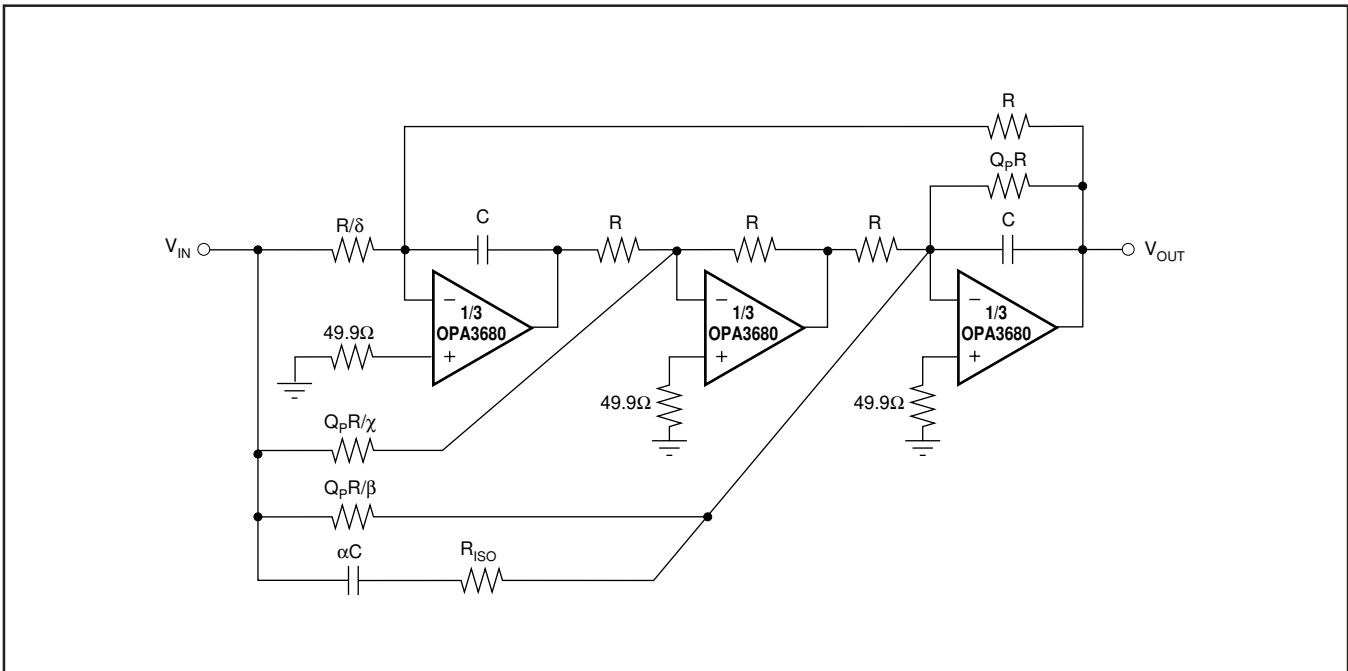 R
QPR
R/δ
C
R
R
R
C
VIN
VOUT
−
1/3
OPA3680
+
−
1/3
OPA3680
+
−
1/3
OPA3680
+
49.9Ω
49.9Ω
49.9Ω
QPR/χ
QPR/β
αC
RISO